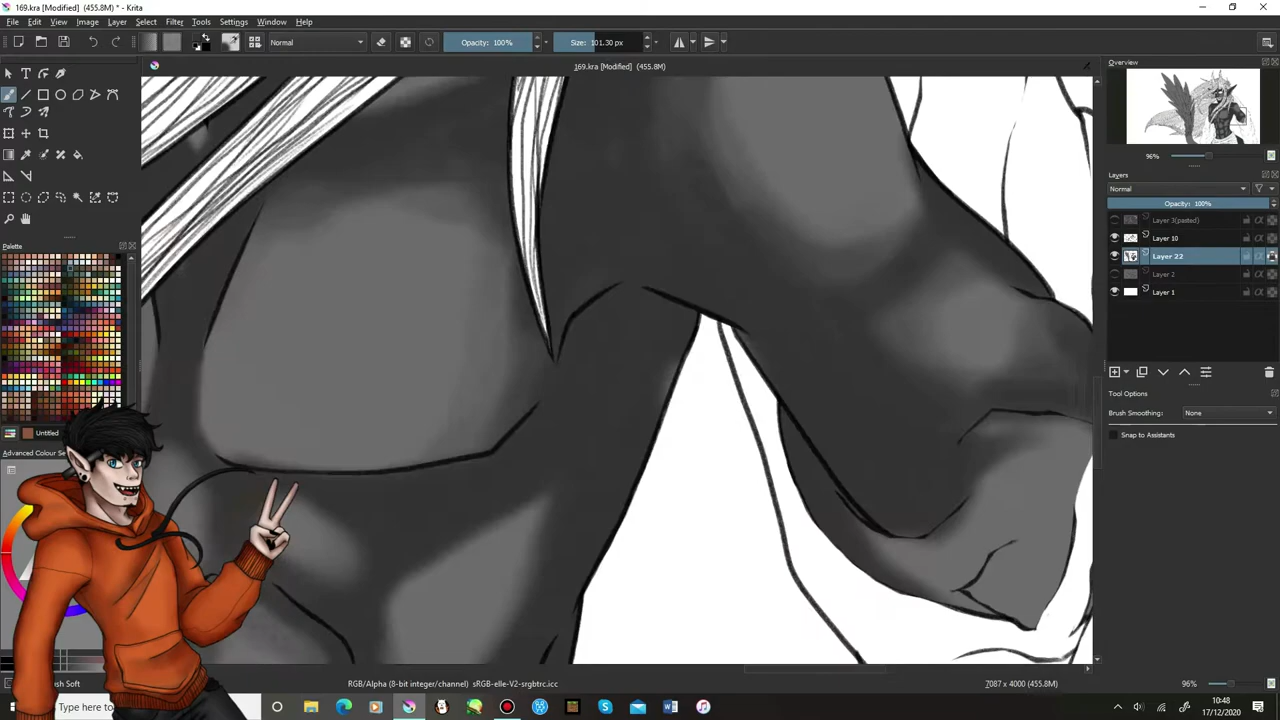 169.kra [Modified] (455.8M) * - Krita
File Edit View Image Layer Select Filter Tools Settings Window Help
Normal
Opacity: 100%
Size: 101.30 px
169.kra [Modified] (455.8M)
Overview
96%
Layers
Normal
Opacity: 100%
Layer 3(pasted)
Layer 10
Layer 22
Layer 2
Layer 1
Tool Options
Brush Smoothing: None
Snap to Assistants
Palette
Untitled
Advanced Colour Se
ush Soft
RGB/Alpha (8-bit integer/channel) sRGB-elle-V2-srgbtrc.icc
7087 x 4000 (455.8M)
96%
Type here to
10:48
17/12/2020